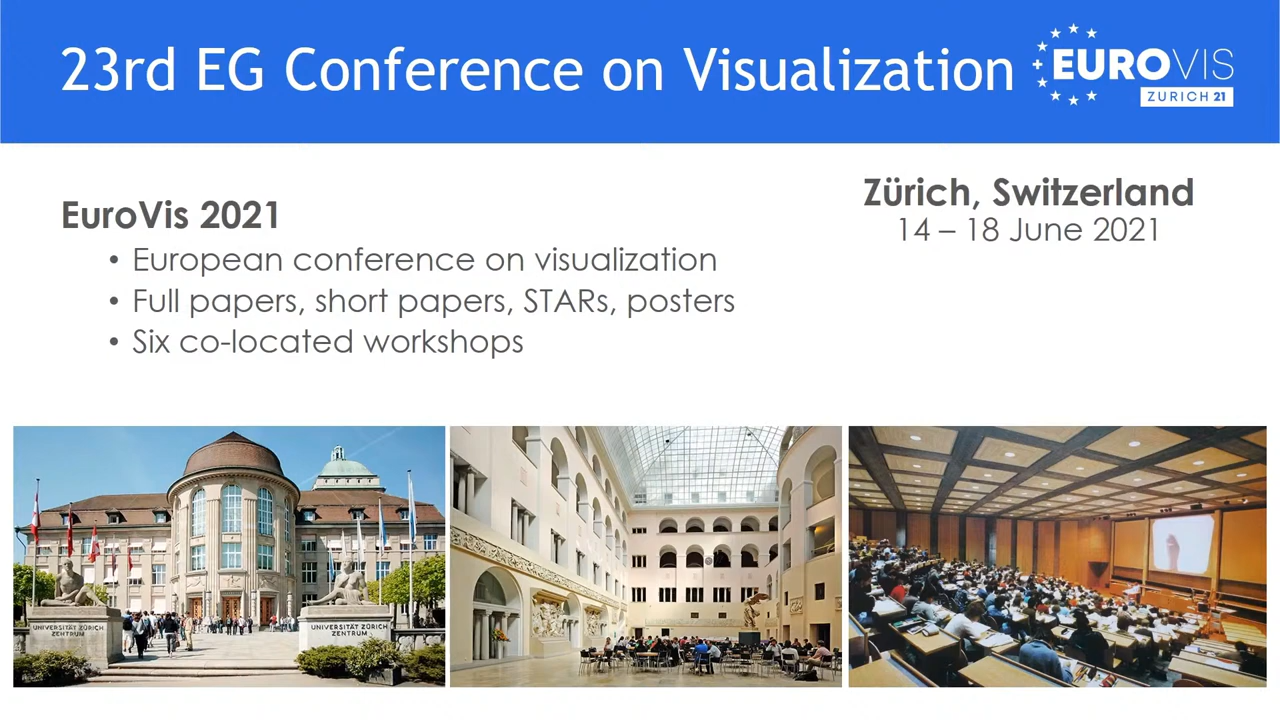 23rd EG Conference on Visualization
EUROVIS
ZURICH 21
Zürich, Switzerland
14 – 18 June 2021
EuroVis 2021
• European conference on visualization
• Full papers, short papers, STARs, posters
• Six co-located workshops
UNIVERSITÄT ZÜRICH
ZENTRUM
UNIVERSITÄT ZÜRICH
ZENTRUM